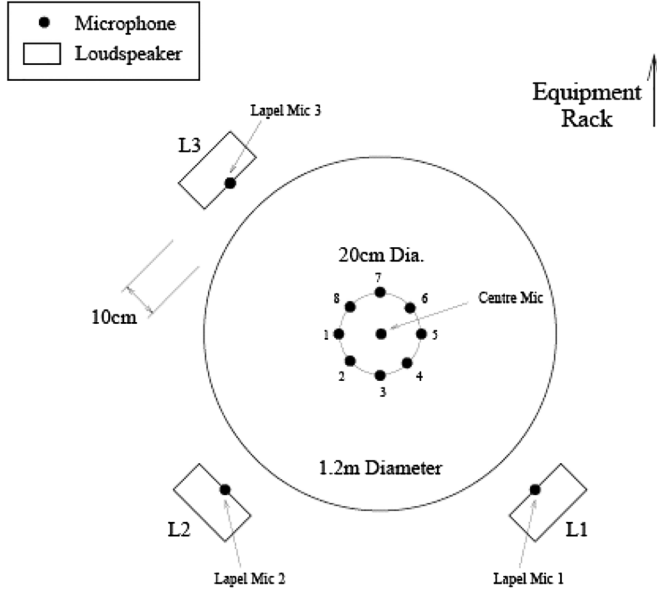 Microphone
Loudspeaker
Equipment
Rack
Lapel Mic 3
L3
20cm Dia.
7
8
6
Centre Mic
10cm
1
5
2
4
3
1.2m Diameter
L2
L1
Lapel Mic 2
Lapel Mic 1